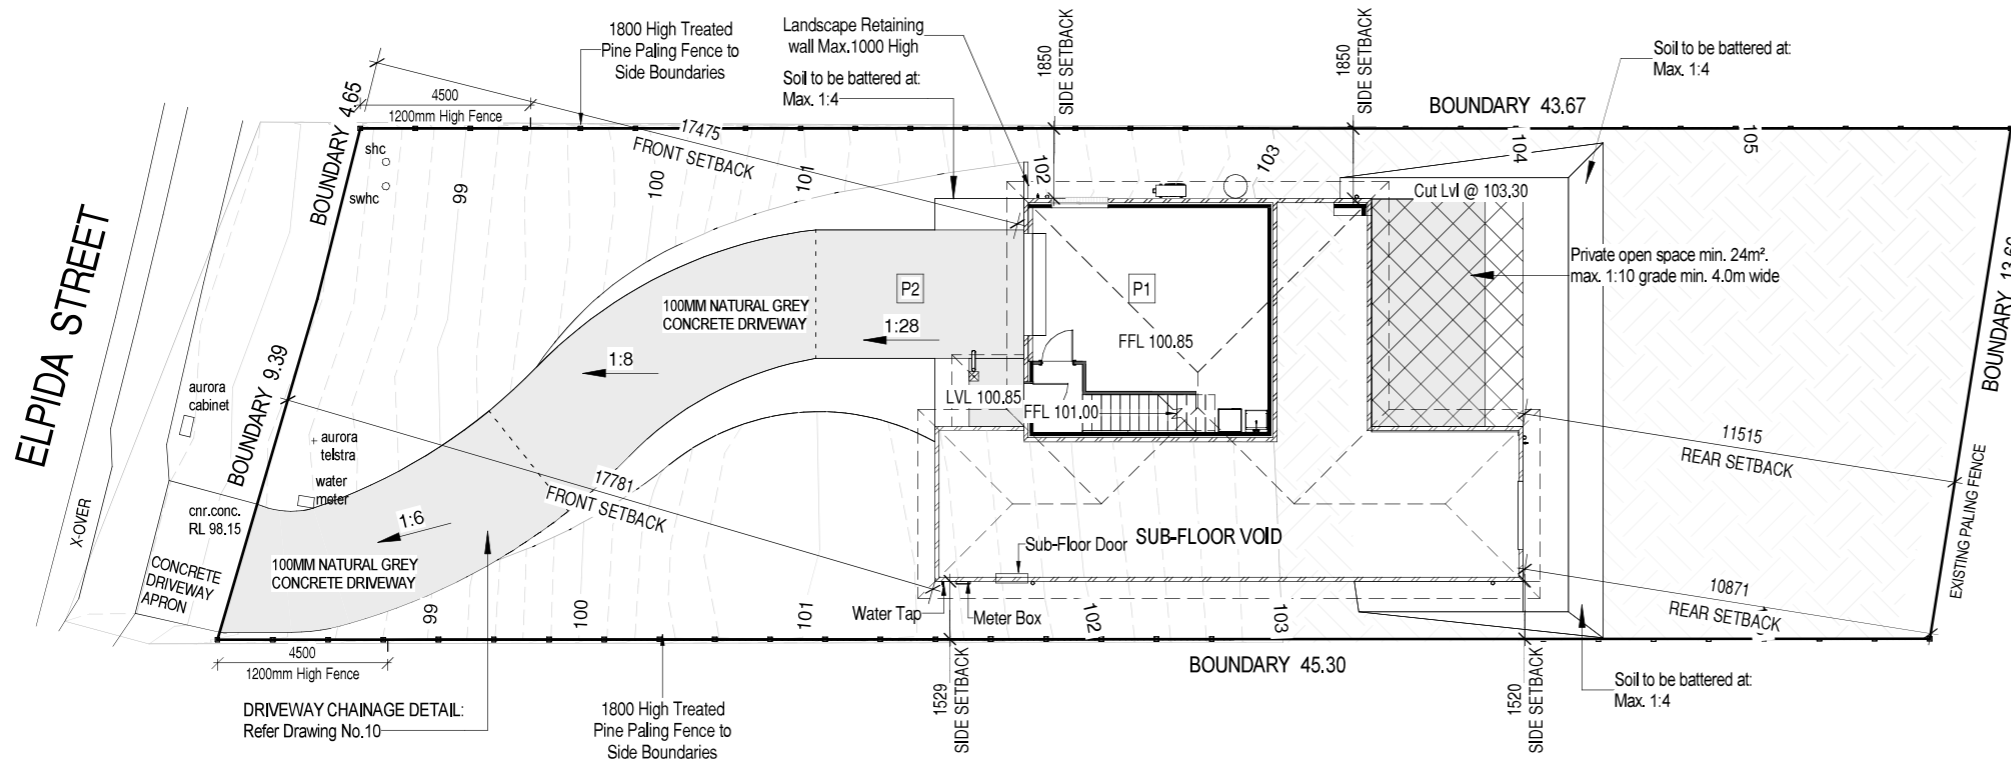 1800 High Treated
Pine Paling Fence to
Side Boundaries
Landscape Retaining
wall Max.1000 High
Soil to be battered at:
Max. 1:4
1850
SIDE SETBACK
1850
SIDE SETBACK
Soil to be battered at:
Max. 1:4
BOUNDARY 43.67
BOUNDARY 4.65
4500
1200mm High Fence
17475
FRONT SETBACK
shc
swhc
99
100
101
102
103
104
105
Cut Lvl @ 103.30
ELPIDA STREET
Private open space min. 24m².
max. 1:10 grade min. 4.0m wide
BOUNDARY
P2
P1
100MM NATURAL GREY
CONCRETE DRIVEWAY
1:28
1:8
FFL 100.85
LVL 100.85
FFL 101.00
BOUNDARY 9.39
aurora
cabinet
aurora
telstra
water
meter
11515
REAR SETBACK
EXISTING PALING FENCE
17781
FRONT SETBACK
cnr.conc.
RL 98.15
X-OVER
1:6
CONCRETE
DRIVEWAY
APRON
100MM NATURAL GREY
CONCRETE DRIVEWAY
Sub-Floor Door
SUB-FLOOR VOID
10871
REAR SETBACK
99
100
101
102
103
Water Tap
Meter Box
4500
1200mm High Fence
BOUNDARY 45.30
1529
SIDE SETBACK
1520
SIDE SETBACK
Soil to be battered at:
Max. 1:4
DRIVEWAY CHAINAGE DETAIL:
Refer Drawing No.10
1800 High Treated
Pine Paling Fence to
Side Boundaries